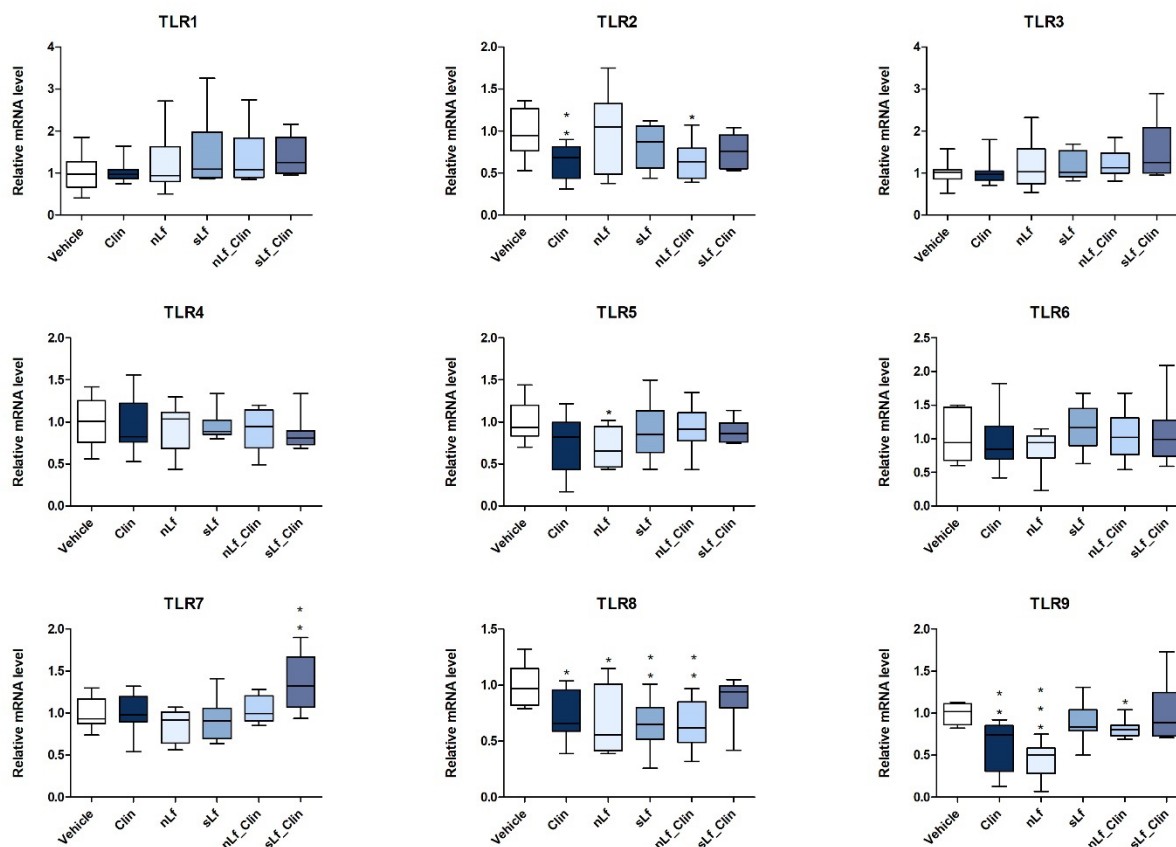 TLR1
Relative mRNA level
4
3
2
1
0
Vehicle
Clin
nLf
sLf
nLf_Clin
sLf_Clin
TLR2
Relative mRNA level
2.0
1.5
1.0
0.5
0.0
* *
*
Vehicle
Clin
nLf
sLf
nLf_Clin
sLf_Clin
TLR3
Relative mRNA level
4
3
2
1
0
Vehicle
Clin
nLf
sLf
nLf_Clin
sLf_Clin
TLR4
Relative mRNA level
2.0
1.5
1.0
0.5
0.0
Vehicle
Clin
nLf
sLf
nLf_Clin
sLf_Clin
TLR5
Relative mRNA level
2.0
1.5
1.0
0.5
0.0
*
Vehicle
Clin
nLf
sLf
nLf_Clin
sLf_Clin
TLR6
Relative mRNA level
2.5
2.0
1.5
1.0
0.5
0.0
Vehicle
Clin
nLf
sLf
nLf_Clin
sLf_Clin
TLR7
Relative mRNA level
2.0
1.5
1.0
0.5
0.0
* *
Vehicle
Clin
nLf
sLf
nLf_Clin
sLf_Clin
TLR8
Relative mRNA level
1.5
1.0
0.5
0.0
*
*
* *
* *
Vehicle
Clin
nLf
sLf
nLf_Clin
sLf_Clin
TLR9
Relative mRNA level
2.0
1.5
1.0
0.5
0.0
* *
* * *
*
Vehicle
Clin
nLf
sLf
nLf_Clin
sLf_Clin